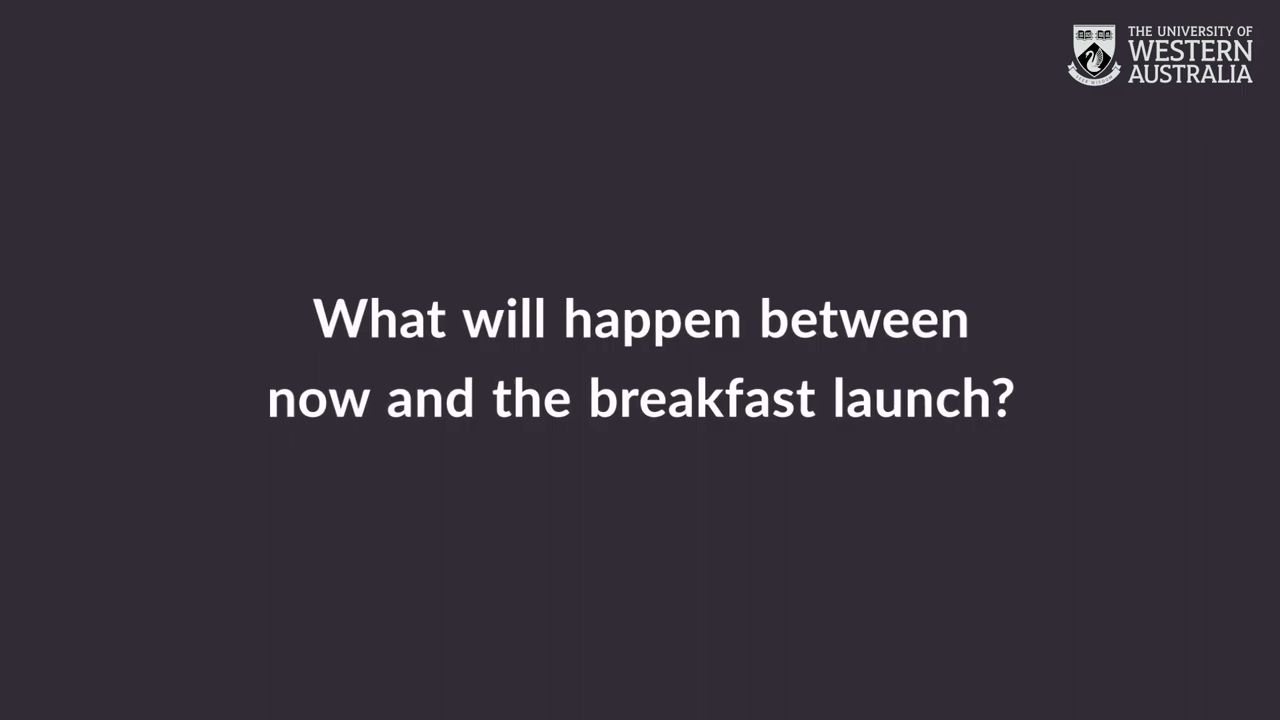 THE UNIVERSITY OF
WESTERN
AUSTRALIA
What will happen between
now and the breakfast launch?